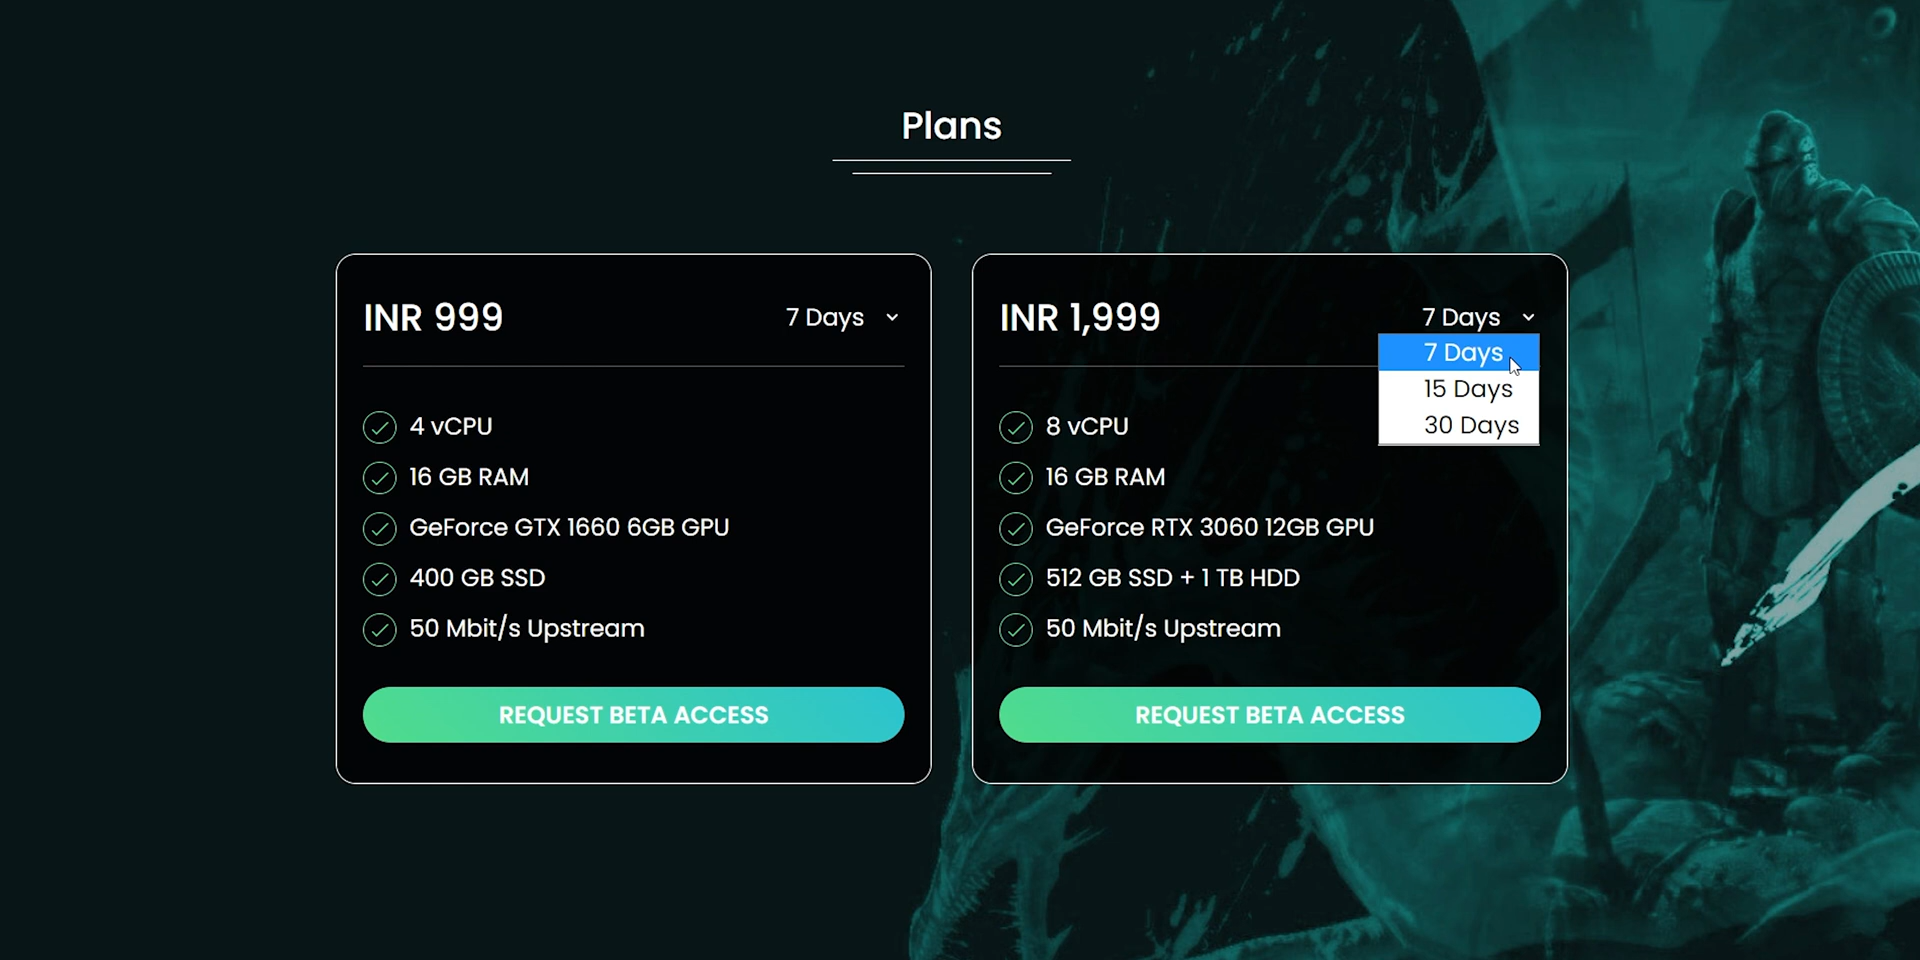 Plans
INR 999
7 Days
4 vCPU
16 GB RAM
GeForce GTX 1660 6GB GPU
400 GB SSD
50 Mbit/s Upstream
REQUEST BETA ACCESS
INR 1,999
7 Days
7 Days
15 Days
30 Days
8 vCPU
16 GB RAM
GeForce RTX 3060 12GB GPU
512 GB SSD + 1 TB HDD
50 Mbit/s Upstream
REQUEST BETA ACCESS